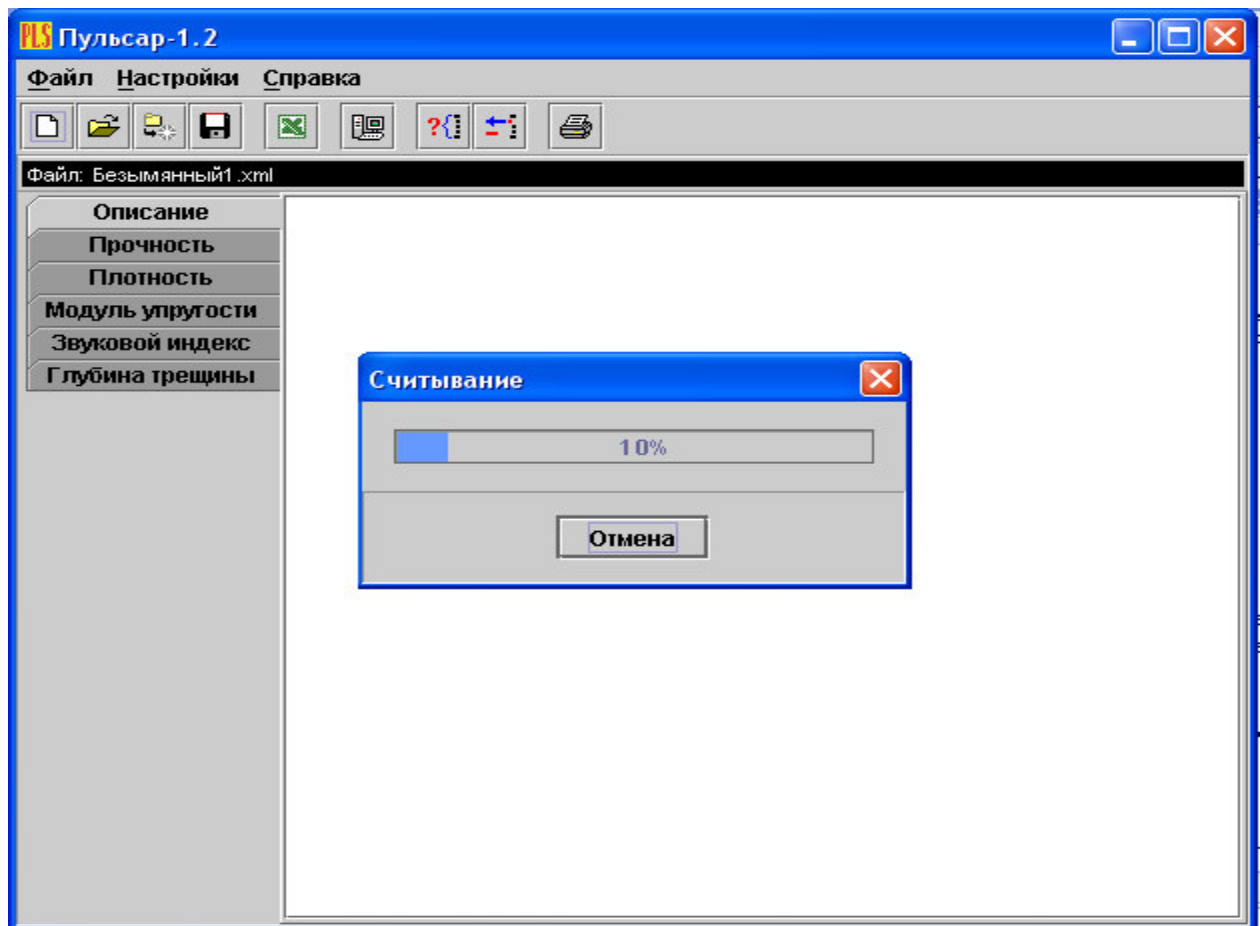 PLS Пульсар-1.2
Файл Настройки Справка
Файл: Безымянный1.xml
Описание
Прочность
Плотность
Модуль упругости
Звуковой индекс
Глубина трещины
Считывание
10%
Отмена